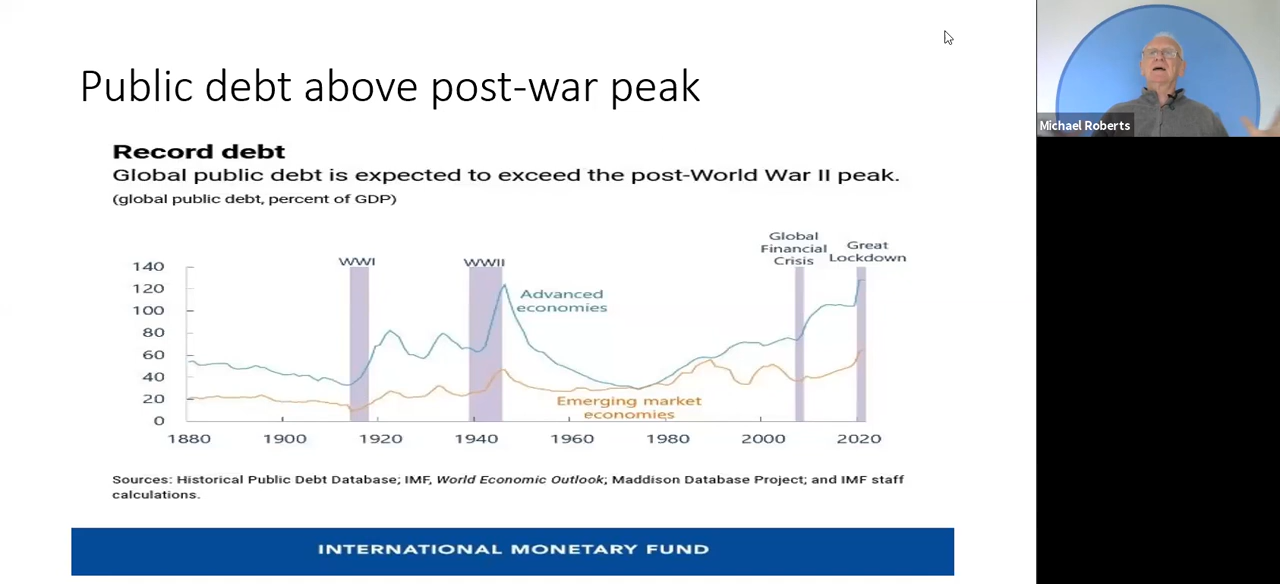 Public debt above post-war peak
Michael Roberts
Record debt
Global public debt is expected to exceed the post-World War II peak.
(global public debt, percent of GDP)
Global
Financial
Crisis
Great
Lockdown
WWI
WWII
140
120
100
80
60
40
20
0
Advanced
economies
Emerging market
economies
1880
1900
1920
1940
1960
1980
2000
2020
Sources: Historical Public Debt Database; IMF, World Economic Outlook; Maddison Database Project; and IMF staff
calculations.
INTERNATIONAL MONETARY FUND